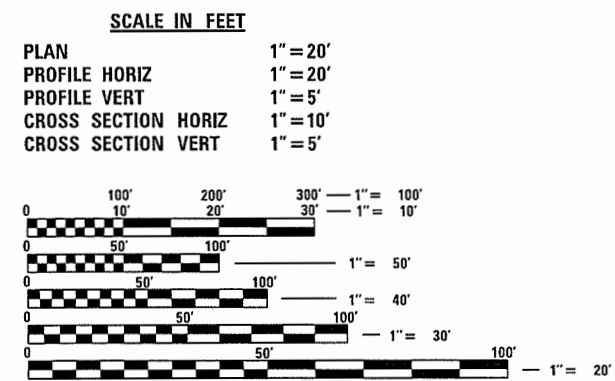 SCALE IN FEET
PLAN 1"=20'
PROFILE HORIZ 1"=20'
PROFILE VERT 1"=5'
CROSS SECTION HORIZ 1"=10'
CROSS SECTION VERT 1"=5'
100' 200' 300' 1"= 100'
0 10' 20' 30' 1"= 10'
0 50' 100'
1"= 50'
0 50' 100'
1"= 40'
0 50' 100'
1"= 30'
0 50' 100'
1"= 20'